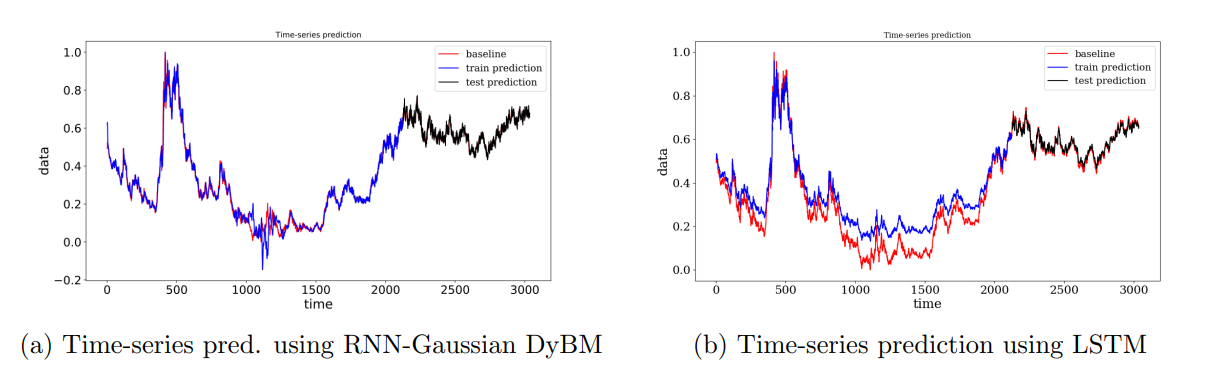 Time-series prediction
1.0
0.8
0.6
0.4
0.2
0.0
−0.2
data
0 500 1000 1500 2000 2500 3000
time
baseline
train prediction
test prediction
(a) Time-series pred. using RNN-Gaussian DyBM
Time-series prediction
1.0
0.8
0.6
0.4
0.2
0.0
data
0 500 1000 1500 2000 2500 3000
time
baseline
train prediction
test prediction
(b) Time-series prediction using LSTM